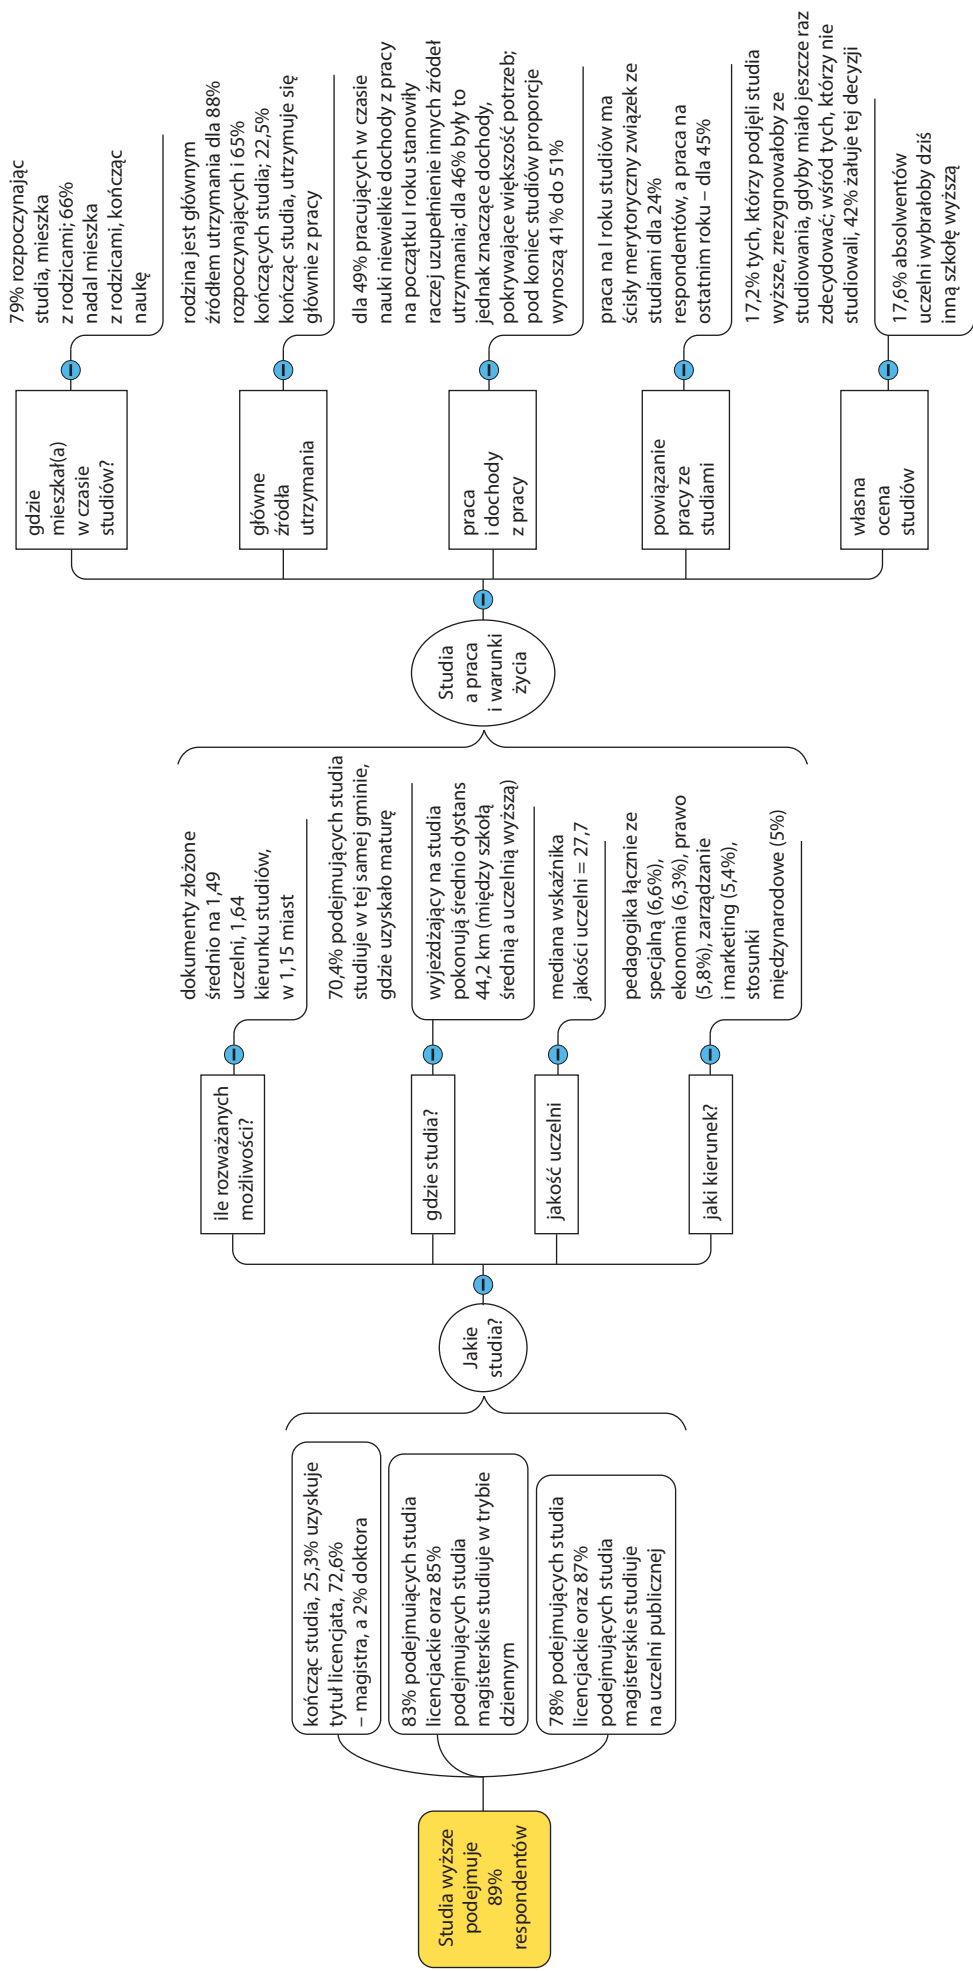 Studia wyższe
podejmuje
89%
respondentów
kończąc studia, 25,3% uzyskuje
tytuł licencjata, 72,6%
– magistra, a 2% doktora
83% podejmuiących studia
licencjackie oraz 85%
podejmujących studia
magisterskie studiuje w trybie
dziennym
78% podejmujących studia
licencjackie oraz 87%
podejmujących studia
magisterskie studiuje
na uczelni publicznej
Jakie
studia?
ile rozważanych
możliwości?
dokumenty złożone
średnio na 1,49
uczelni, 1,64
kierunku studiów,
w 1,15 miast
gdzie studia?
70,4% podejmujących studia
studiuje w tej samej gminie,
gdzie uzyskało maturę
wyjeżdżający na studia
pokonują średnio dystans
44,2 km (między szkołą
średnią a uczelnią wyższą)
jakość uczelni
mediana wskaźnika
jakości uczelni = 27,7
jaki kierunek?
pedagogika łącznie ze
specjalną (6,6%),
ekonomia (6,3%), prawo
(5,8%), zarządzanie
i marketing (5,4%),
stosunki
międzynarodowe (5%)
Studia
a praca
i warunki
życia
gdzie
mieszkał(a)
w czasie
studiów?
79% rozpoczynając
studia, mieszka
z rodzicami; 66%
nadal mieszka
z rodzicami, kończąc
naukę
główne
źródła
utrzymania
rodzina jest głównym
źródłem utrzymania dla 88%
rozpoczynających i 65%
kończących studia; 22,5%
kończąc studia, utrzymuje się
głównie z pracy
praca
i dochody
z pracy
dla 49% pracujących w czasie
nauki niewielkie dochody z pracy
na początku I roku stanowiły
raczej uzupełnienie innych źródeł
utrzymania; dla 46% były to
jednak znaczące dochody,
pokrywające większość potrzeb;
pod koniec studiów proporcje
wynoszą 41% do 51%
powiązanie
pracy ze
studiami
praca na I roku studiów ma
ścisły merytoryczny związek ze
studiami dla 24%
respondentów, a praca na
ostatnim roku – dla 45%
własna
ocena
studiów
17,2% tych, którzy podjęli studia
wyższe, zrezygnowałoby ze
studiowania, gdyby miało jeszcze raz
zdecydować; wśród tych, którzy nie
studiowali, 42% żałuje tej decyzji
17,6% absolwentów
uczelni wybrałoby dziś
inną szkołę wyższą